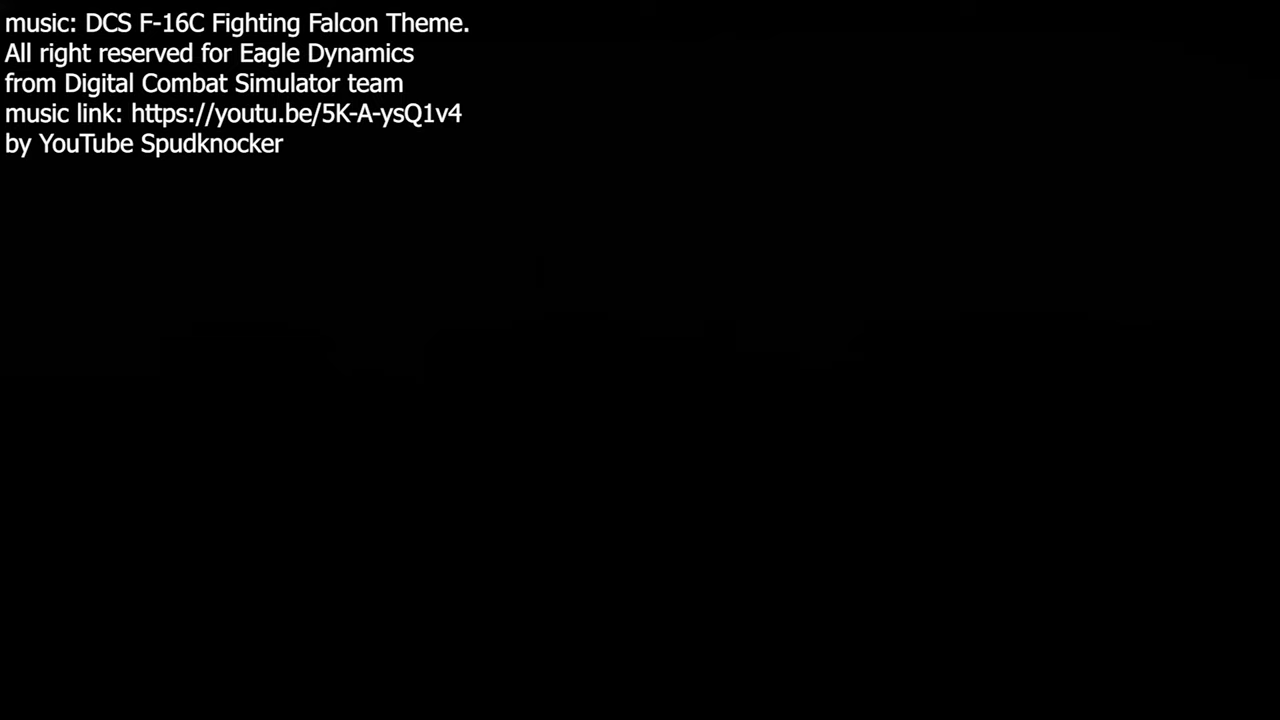 music: DCS F-16C Fighting Falcon Theme.
All right reserved for Eagle Dynamics
from Digital Combat Simulator team
music link: https://youtu.be/5K-A-ysQ1v4
by YouTube Spudknocker